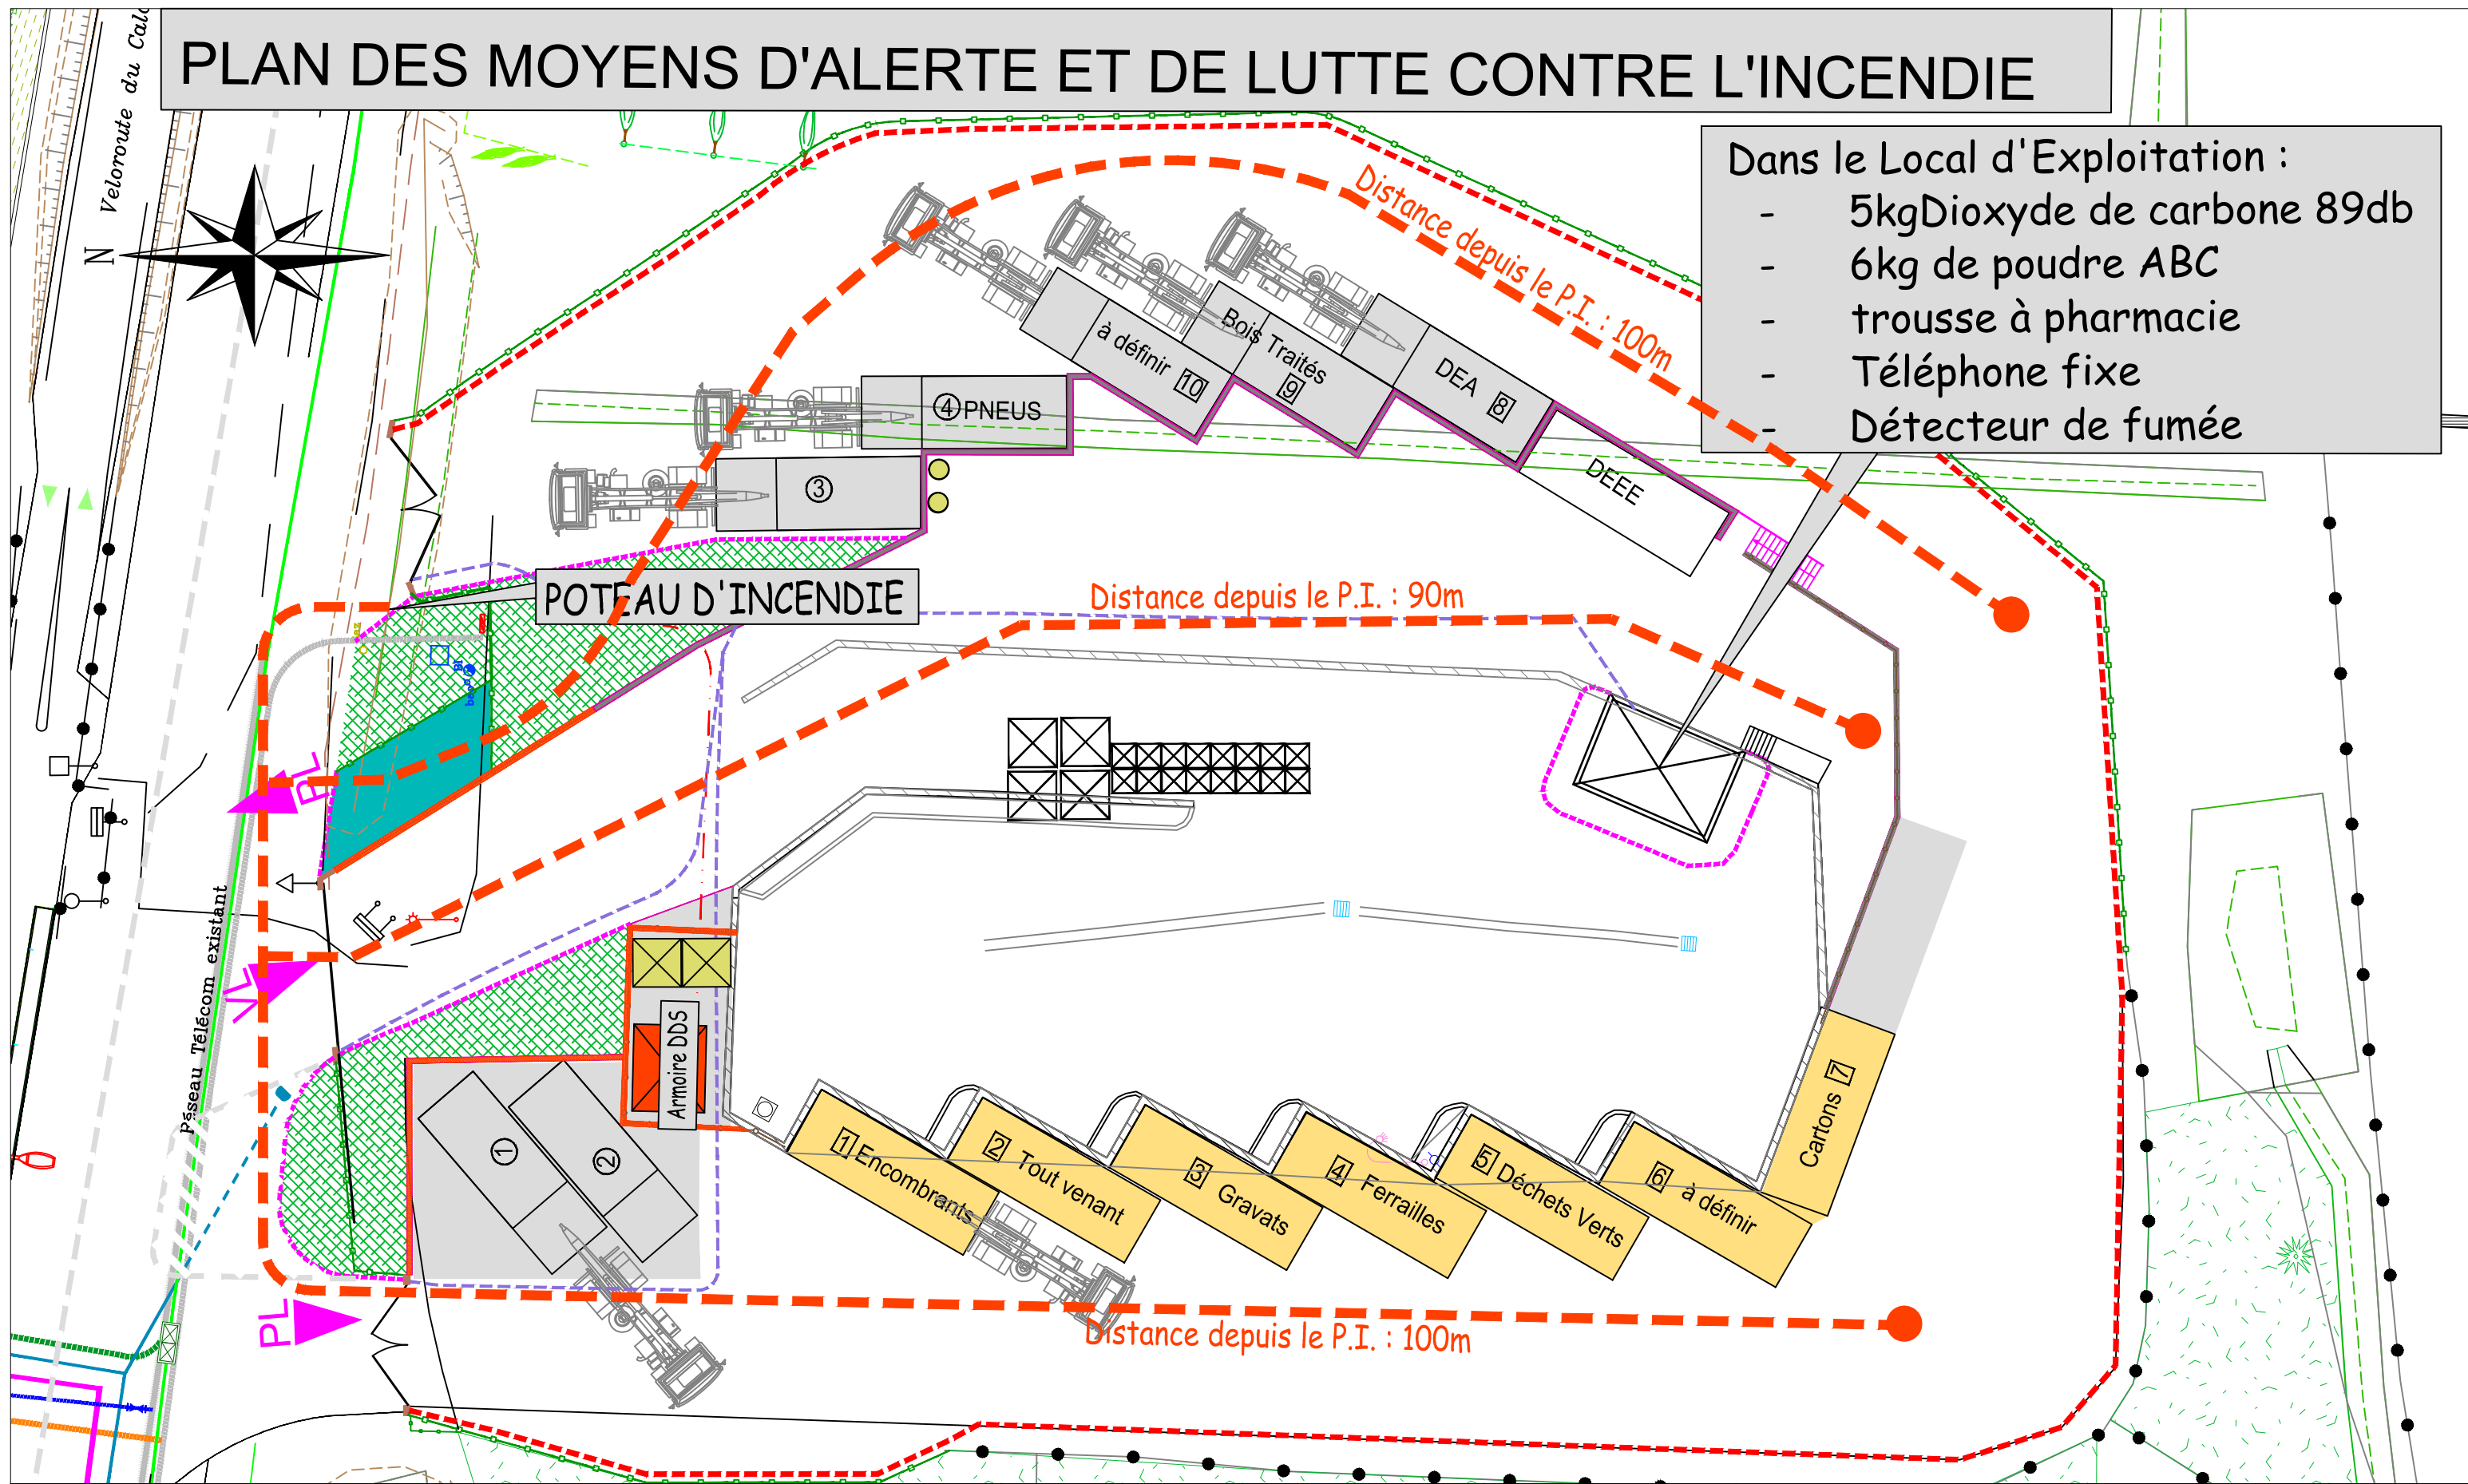 PLAN DES MOYENS D'ALERTE ET DE LUTTE CONTRE L'INCENDIE
Veloroute du Calc
N
Dans le Local d'Exploitation :
- 5kgDioxyde de carbone 89db
- 6kg de poudre ABC
- trousse à pharmacie
- Téléphone fixe
- Détecteur de fumée
Distance depuis le P.I. : 100m
à définir 10
Bois Traités
9
DEA 8
4 PNEUS
3
DEEE
POTEAU D'INCENDIE
Distance depuis le P.I. : 90m
PL
VL
Réseau Télécom existant
Armoire DDS
1
2
1 Encombrants
2 Tout venant
3 Gravats
4 Ferrailles
5 Déchets Verts
6 à définir
Cartons 7
PL
Distance depuis le P.I. : 100m